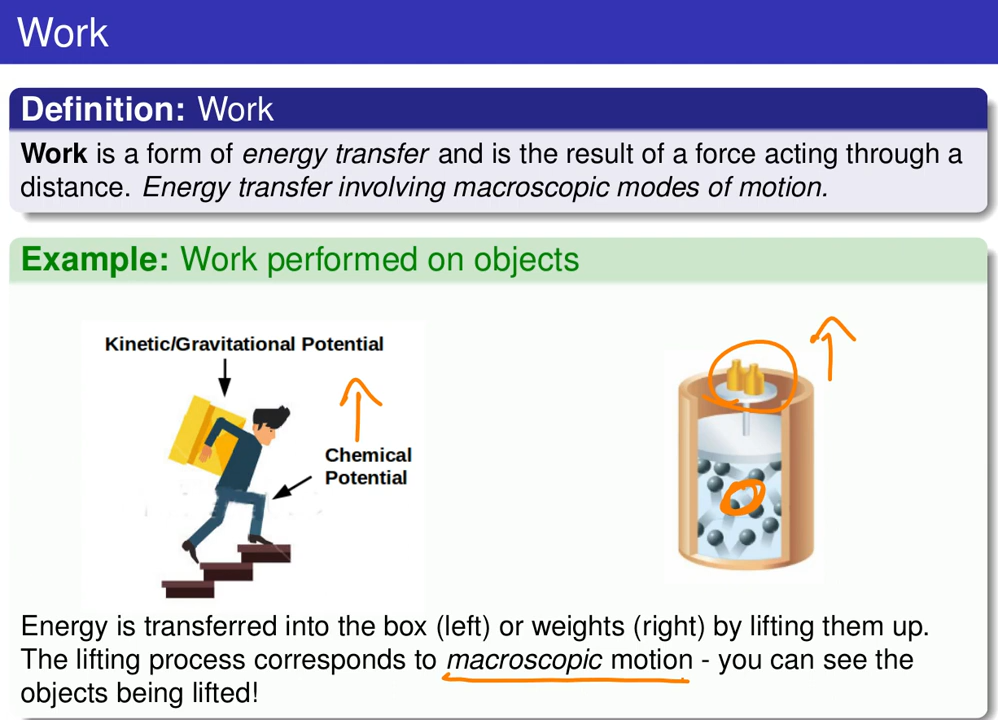 Work
Definition: Work
Work is a form of energy transfer and is the result of a force acting through a
distance. Energy transfer involving macroscopic modes of motion.
Example: Work performed on objects
Kinetic/Gravitational Potential
Chemical
Potential
Energy is transferred into the box (left) or weights (right) by lifting them up.
The lifting process corresponds to macroscopic motion - you can see the
objects being lifted!